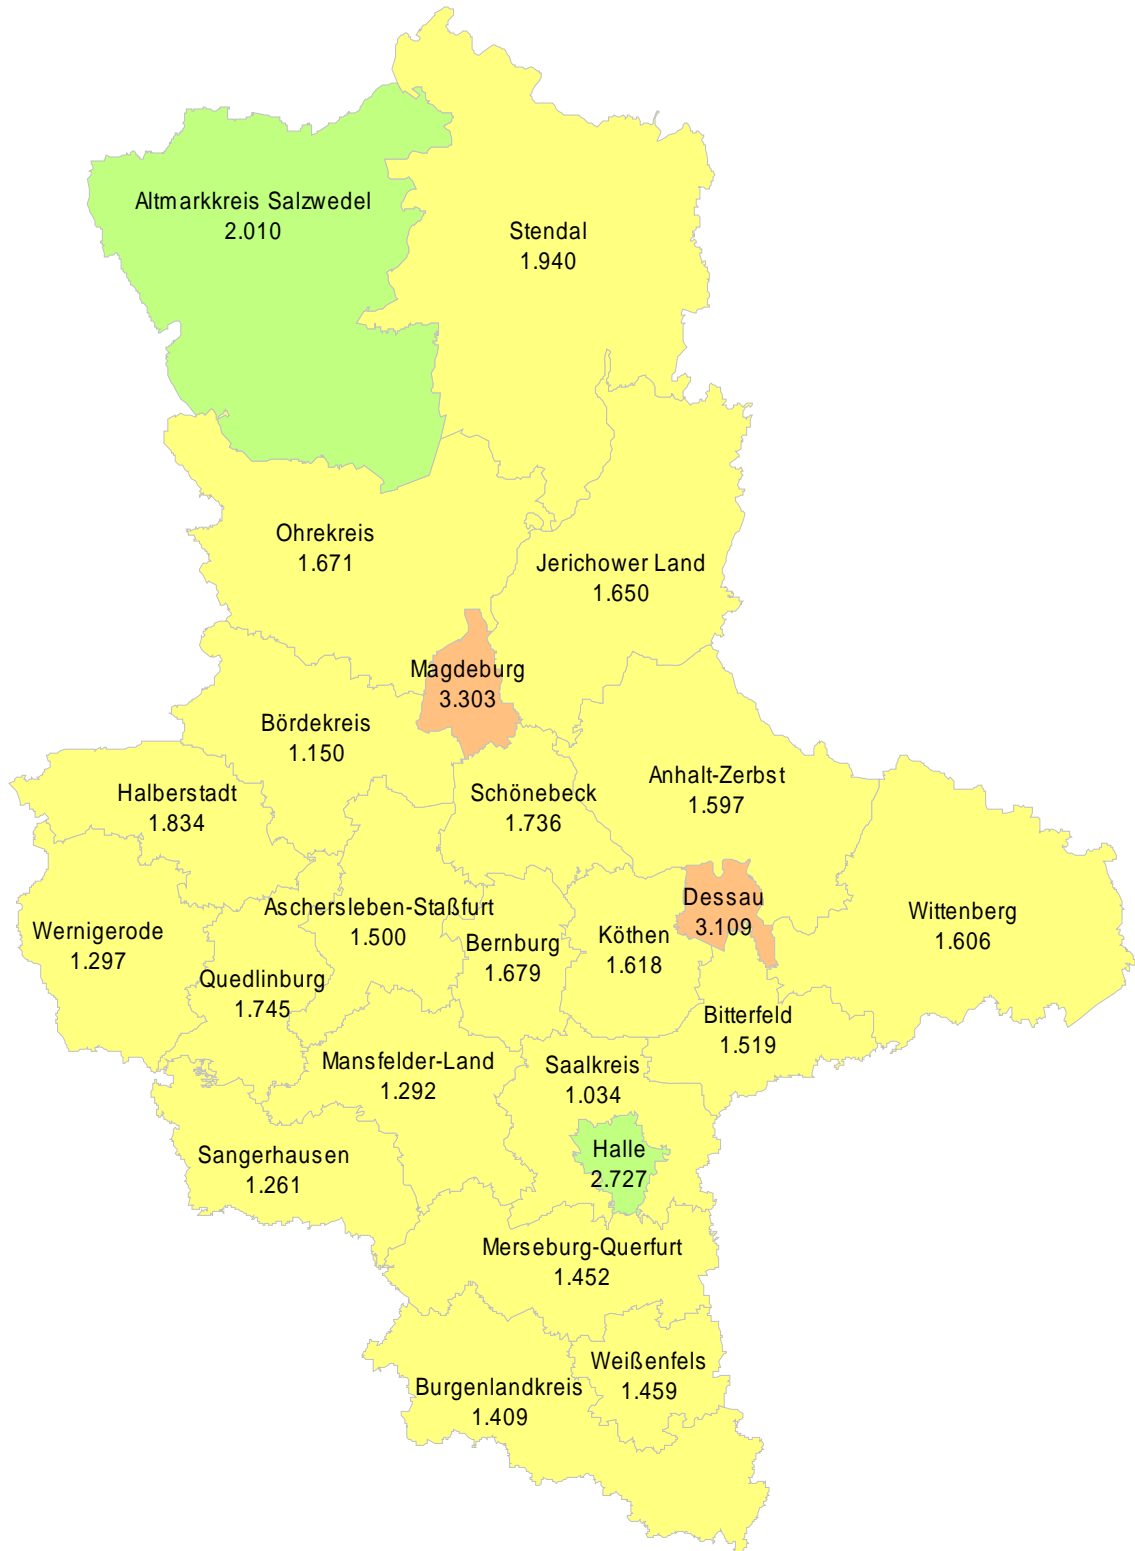 Altmarkkreis Salzwedel
2.010
Stendal
1.940
Ohrekreis
1.671
Jerichower Land
1.650
Magdeburg
3.303
Bördekreis
1.150
Halberstadt
1.834
Schönebeck
1.736
Anhalt-Zerbst
1.597
Wernigerode
1.297
Quedlinburg
1.745
Aschersleben-Staßfurt
1.500
Bernburg
1.679
Köthen
1.618
Dessau
3.109
Wittenberg
1.606
Bitterfeld
1.519
Mansfelder-Land
1.292
Saalkreis
1.034
Sangerhausen
1.261
Halle
2.727
Merseburg-Querfurt
1.452
Weißenfels
1.459
Burgenlandkreis
1.409